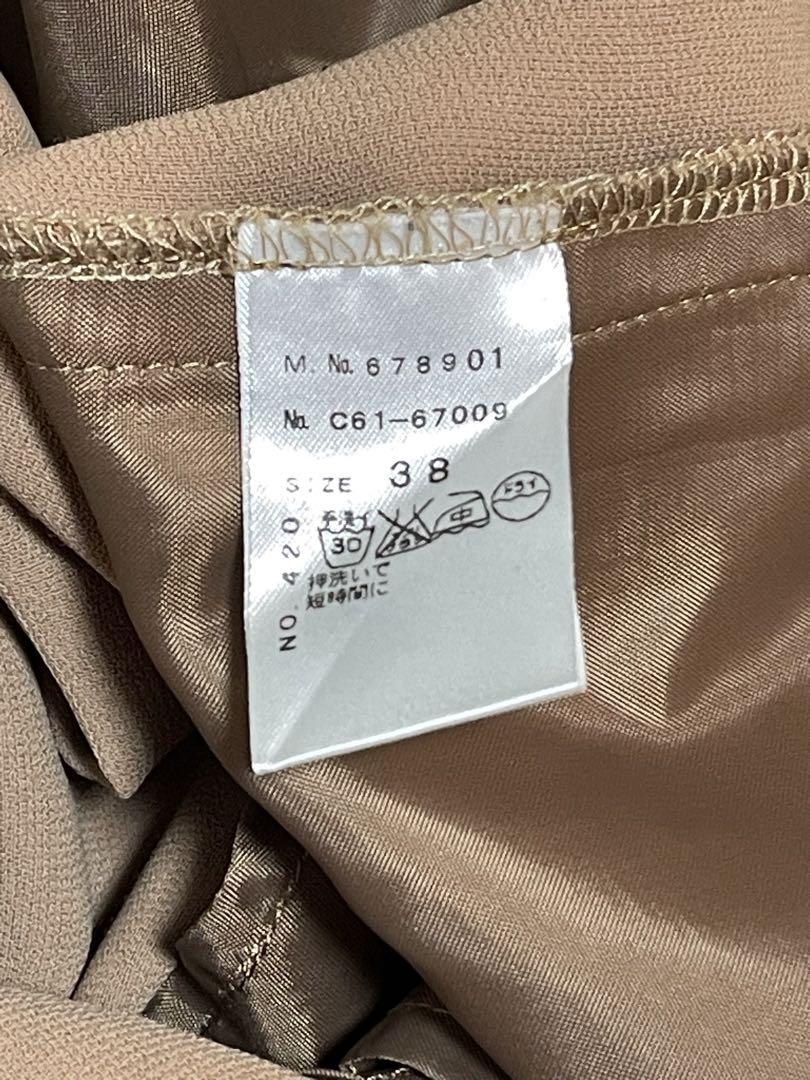 M. No. 678901
No. C61-67009
SIZE 38
手洗イ
30
中
ドライ
押洗いで
短時間に
NO. 420